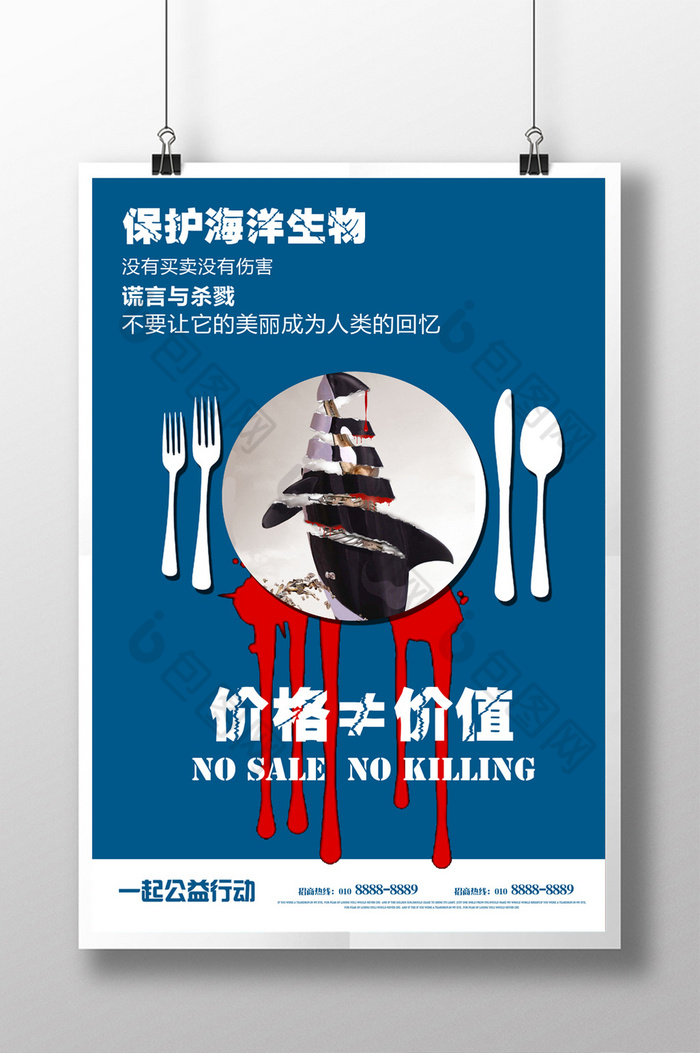 保护海洋生物
没有买卖没有伤害
谎言与杀戮
不要让它的美丽成为人类的回忆
价格≠价值
NO SALE NO KILLING
一起公益行动
招商热线：010 8888-8889
招商热线：010 8888-8889
包图网